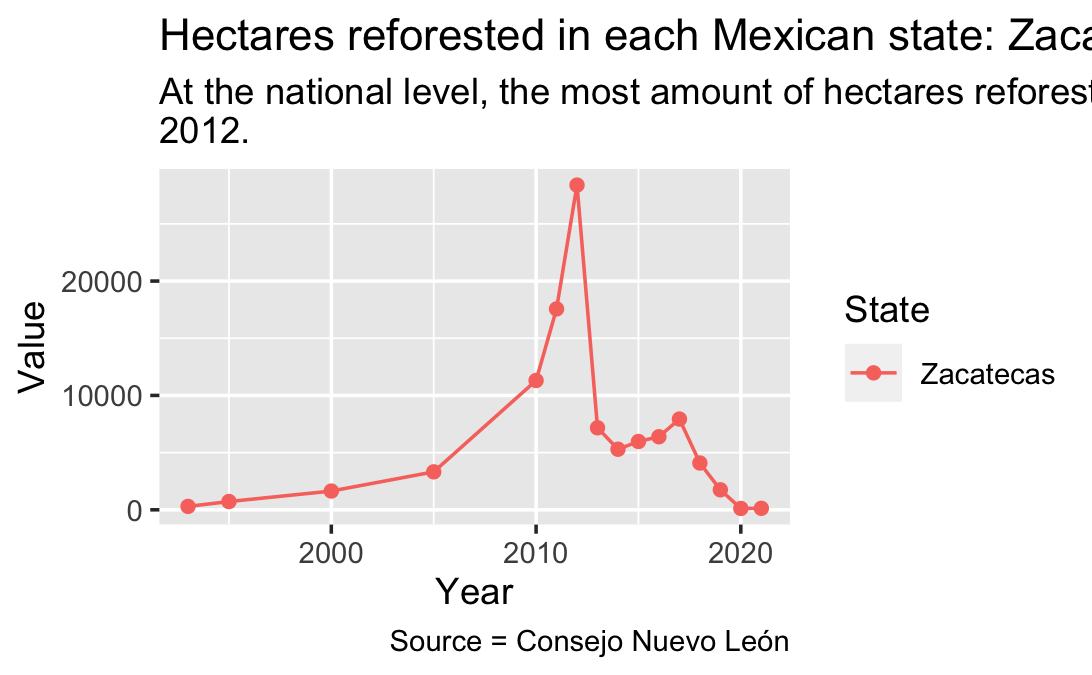 Hectares reforested in each Mexican state: Zaca
At the national level, the most amount of hectares reforest
2012.
Value
20000
10000
0
2000 2010 2020
Year
State
Zacatecas
Source = Consejo Nuevo León